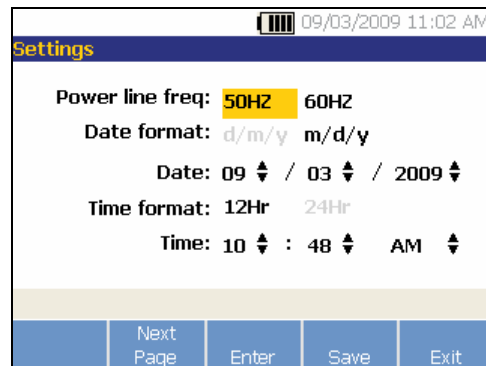 09/03/2009 11:02 AM
Settings
Power line freq: 50HZ 60HZ
Date format: d/m/y m/d/y
Date: 09 / 03 / 2009
Time format: 12Hr 24Hr
Time: 10 : 48 AM
Next Page Enter Save Exit